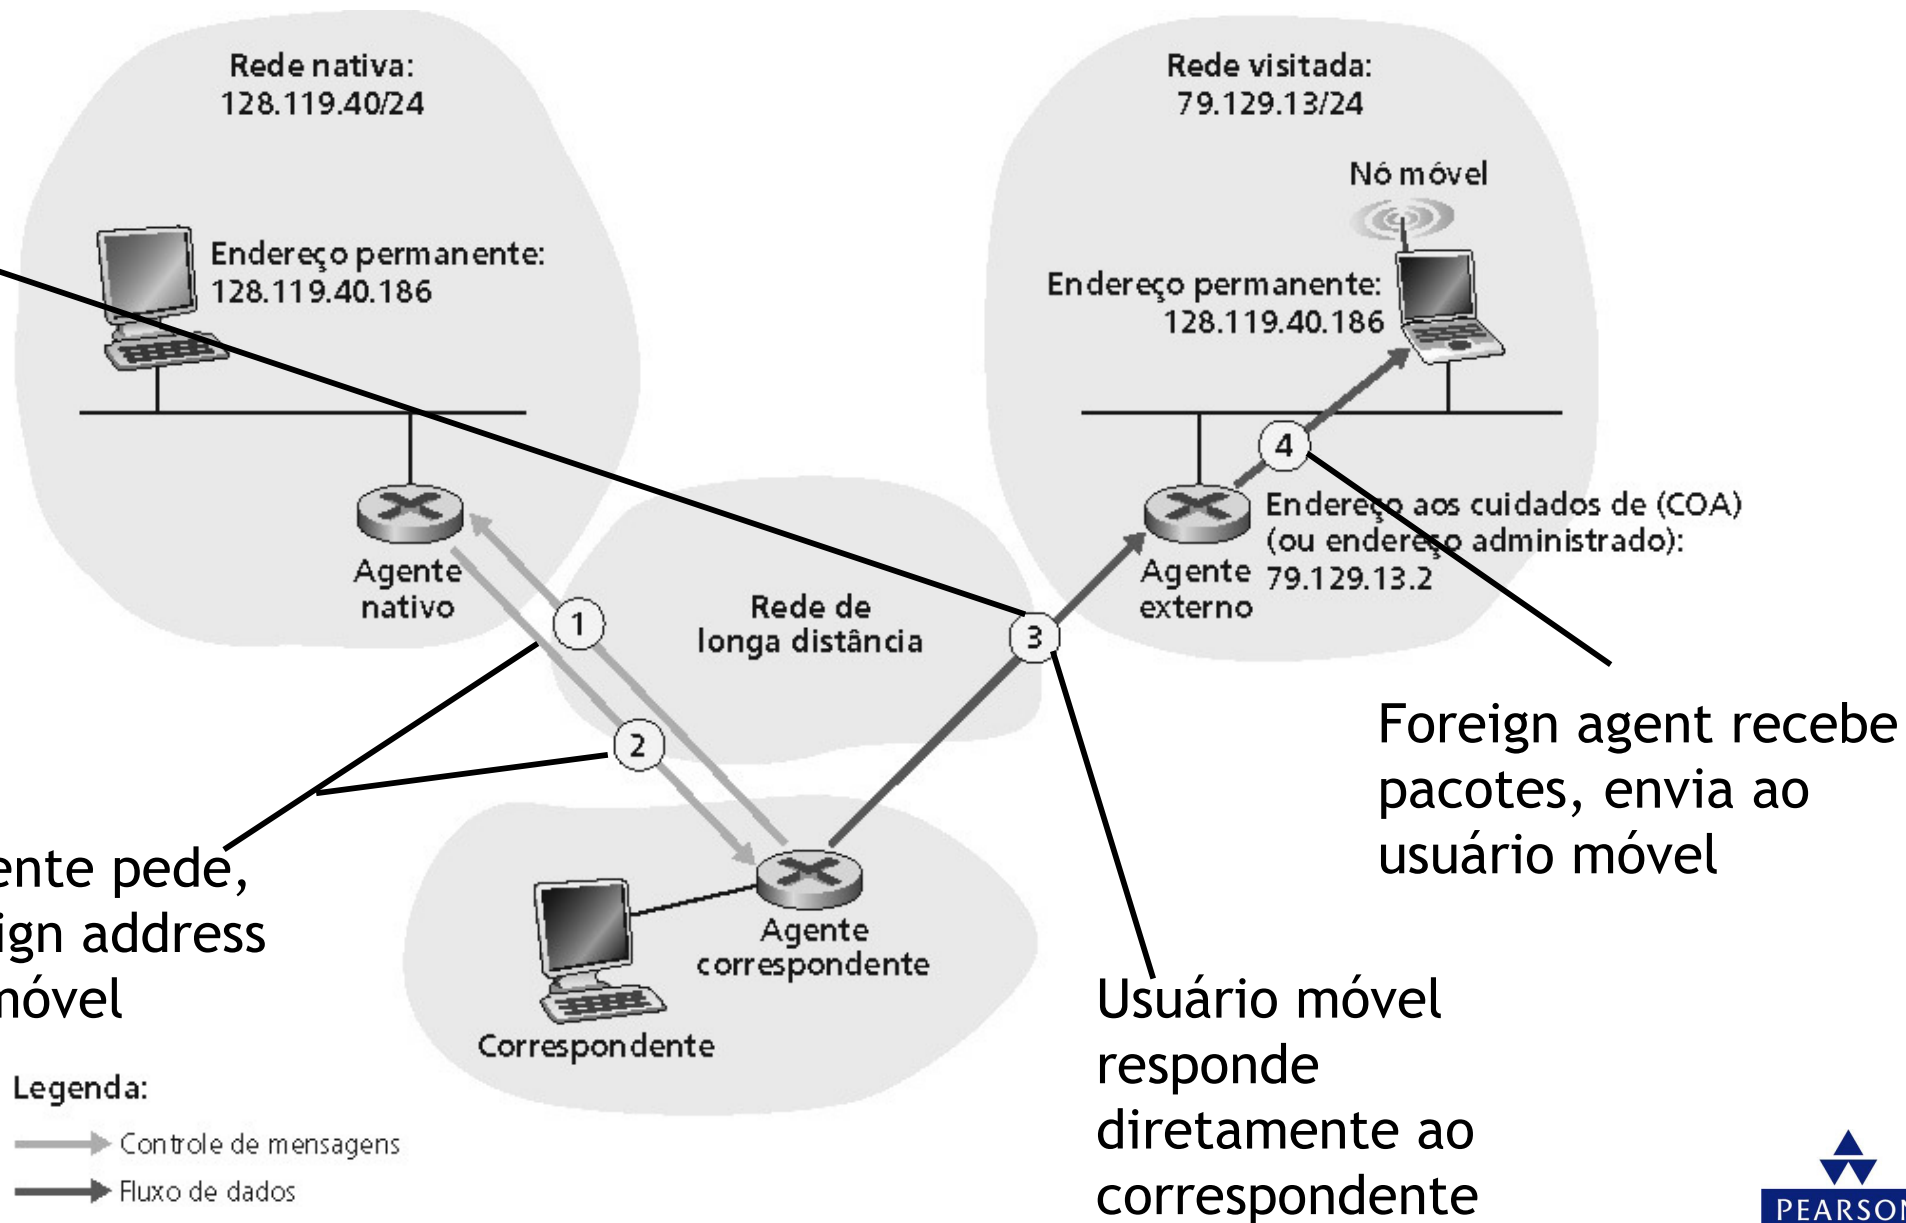 Rede nativa:
128.119.40/24
Rede visitada:
79.129.13/24
Nó móvel
Endereço permanente:
128.119.40.186
Endereço permanente:
128.119.40.186
4
Endereço aos cuidados de (COA)
(ou endereço administrado):
79.129.13.2
Agente
nativo
Agente
externo
1
Rede de
longa distância
3
2
Foreign agent recebe
pacotes, envia ao
usuário móvel
ente pede,
ign address
móvel
Agente
correspondente
Correspondente
Usuário móvel
responde
diretamente ao
correspondente
Legenda:
Controle de mensagens
Fluxo de dados
PEARSON